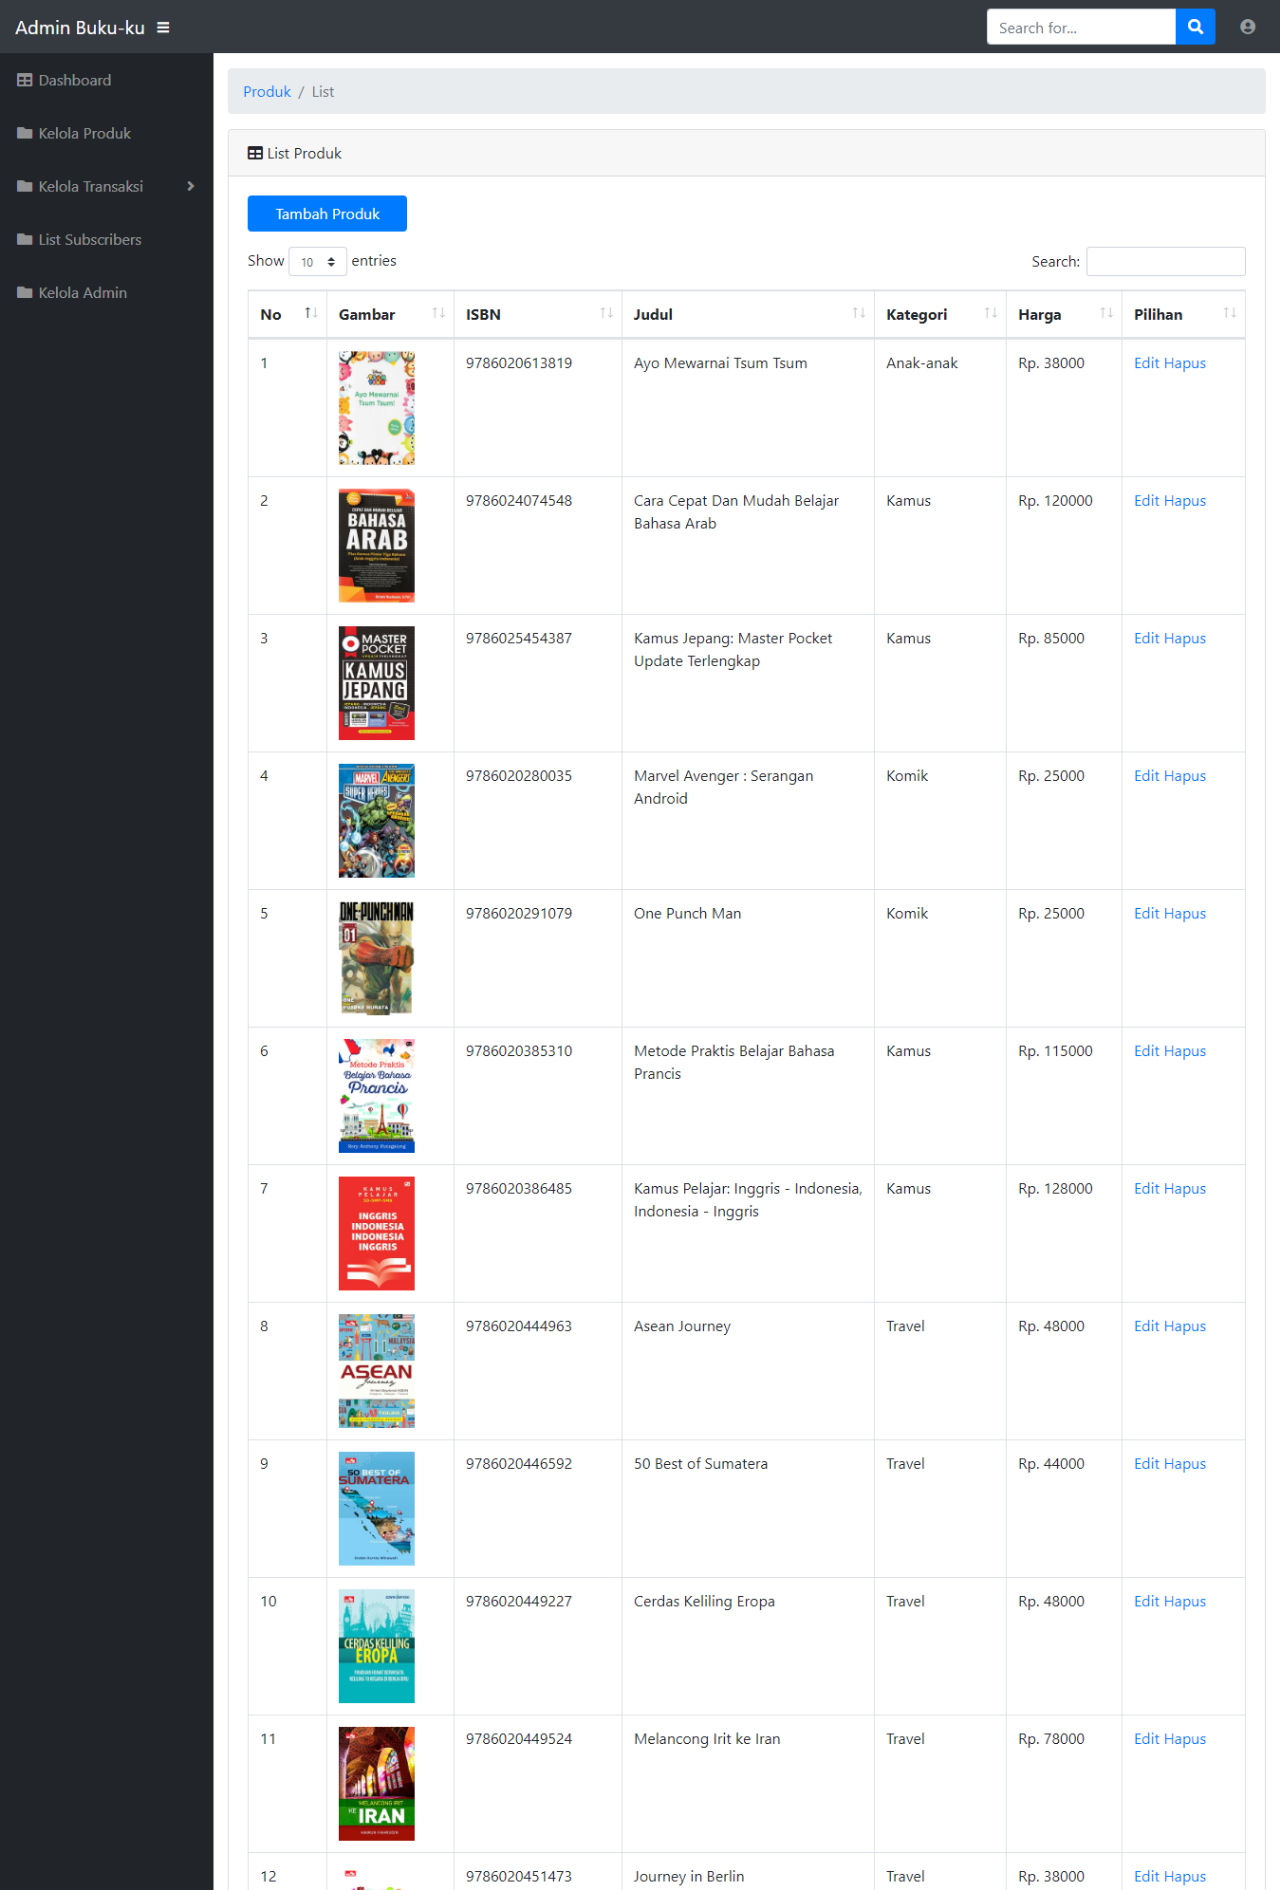 Admin Buku-ku
Search for...
Dashboard
Kelola Produk
Kelola Transaksi
List Subscribers
Kelola Admin
Produk / List
List Produk
Tambah Produk
Show 10 entries
Search:
No Gambar ISBN Judul Kategori Harga Pilihan
1 9786020613819 Ayo Mewarnai Tsum Tsum Anak-anak Rp. 38000 Edit Hapus
Ayo Mewarnai
Tsum Tsum!
2 9786024074548 Cara Cepat Dan Mudah Belajar Kamus Rp. 120000 Edit Hapus
Bahasa Arab
BAHASA
ARAB
3 9786025454387 Kamus Jepang: Master Pocket Kamus Rp. 85000 Edit Hapus
Update Terlengkap
MASTER
POCKET
KAMUS
JEPANG
4 9786020280035 Marvel Avenger : Serangan Komik Rp. 25000 Edit Hapus
Android
MARVEL AVENGERS
SUPER HEROES
5 9786020291079 One Punch Man Komik Rp. 25000 Edit Hapus
ONE-PUNCH MAN
01
6 9786020385310 Metode Praktis Belajar Bahasa Kamus Rp. 115000 Edit Hapus
Prancis
Metode Praktis
Belajar Bahasa
Prancis
7 9786020386485 Kamus Pelajar: Inggris - Indonesia, Kamus Rp. 128000 Edit Hapus
Indonesia - Inggris
KAMUS
PELAJAR
INGGRIS
INDONESIA
INDONESIA
INGGRIS
8 9786020444963 Asean Journey Travel Rp. 48000 Edit Hapus
MALAYSIA
ASEAN
Journey
9 9786020446592 50 Best of Sumatera Travel Rp. 44000 Edit Hapus
50 BEST OF
SUMATERA
10 9786020449227 Cerdas Keliling Eropa Travel Rp. 48000 Edit Hapus
CERDAS KELILING
EROPA
11 9786020449524 Melancong Irit ke Iran Travel Rp. 78000 Edit Hapus
MELANCONG IRIT
KE IRAN
12 9786020451473 Journey in Berlin Travel Rp. 38000 Edit Hapus